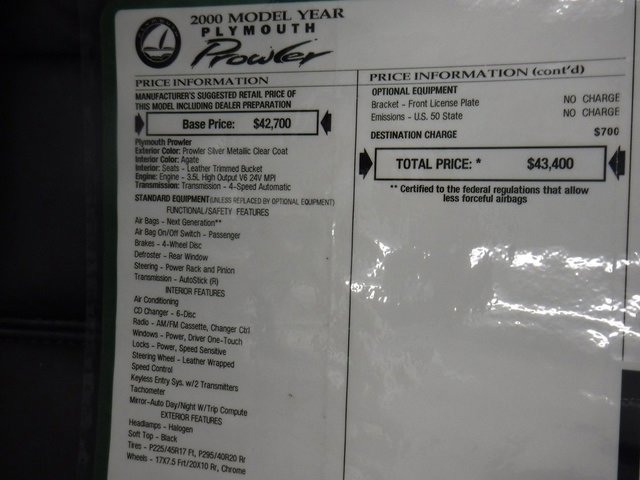 2000 MODEL YEAR
PLYMOUTH
Prowler
PRICE INFORMATION
MANUFACTURER'S SUGGESTED RETAIL PRICE OF
THIS MODEL INCLUDING DEALER PREPARATION
Base Price: $42,700
Plymouth Prowler
Exterior Color: Prowler Silver Metallic Clear Coat
Interior Color: Agate
Interior: Seats - Leather Trimmed Bucket
Engine: Engine - 3.5L High Output V6 24V MPI
Transmission: Transmission - 4-Speed Automatic
STANDARD EQUIPMENT (UNLESS REPLACED BY OPTIONAL EQUIPMENT)
FUNCTIONAL/SAFETY FEATURES
Air Bags - Next Generation**
Air Bag On/Off Switch - Passenger
Brakes - 4-Wheel Disc
Defroster - Rear Window
Steering - Power Rack and Pinion
Transmission - AutoStick (R)
INTERIOR FEATURES
Air Conditioning
CD Changer - 6-Disc
Radio - AM/FM Cassette, Changer Ctrl
Windows - Power, Driver One-Touch
Locks - Power, Speed Sensitive
Steering Wheel - Leather Wrapped
Speed Control
Keyless Entry Sys. w/2 Transmitters
Tachometer
Mirror-Auto Day/Night W/Trip Compute
EXTERIOR FEATURES
Headlamps - Halogen
Soft Top - Black
Tires - P225/45R17 Ft, P295/40R20 Rr
Wheels - 17X7.5 Frt/20X10 Rr, Chrome
PRICE INFORMATION (cont'd)
OPTIONAL EQUIPMENT
Bracket - Front License Plate NO CHARGE
Emissions - U.S. 50 State NO CHARGE
DESTINATION CHARGE $700
TOTAL PRICE: * $43,400
** Certified to the federal regulations that allow
less forceful airbags